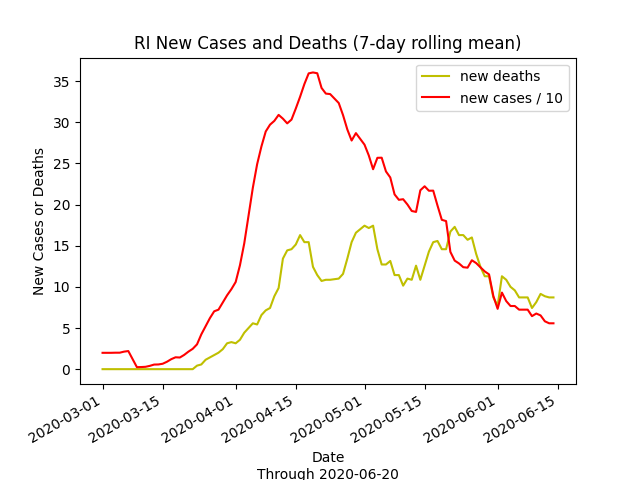 RI New Cases and Deaths (7-day rolling mean)
new deaths
new cases / 10
35
30
25
20
15
10
5
0
New Cases or Deaths
2020-03-01
2020-03-15
2020-04-01
2020-04-15
2020-05-01
2020-05-15
2020-06-01
2020-06-15
Date
Through 2020-06-20